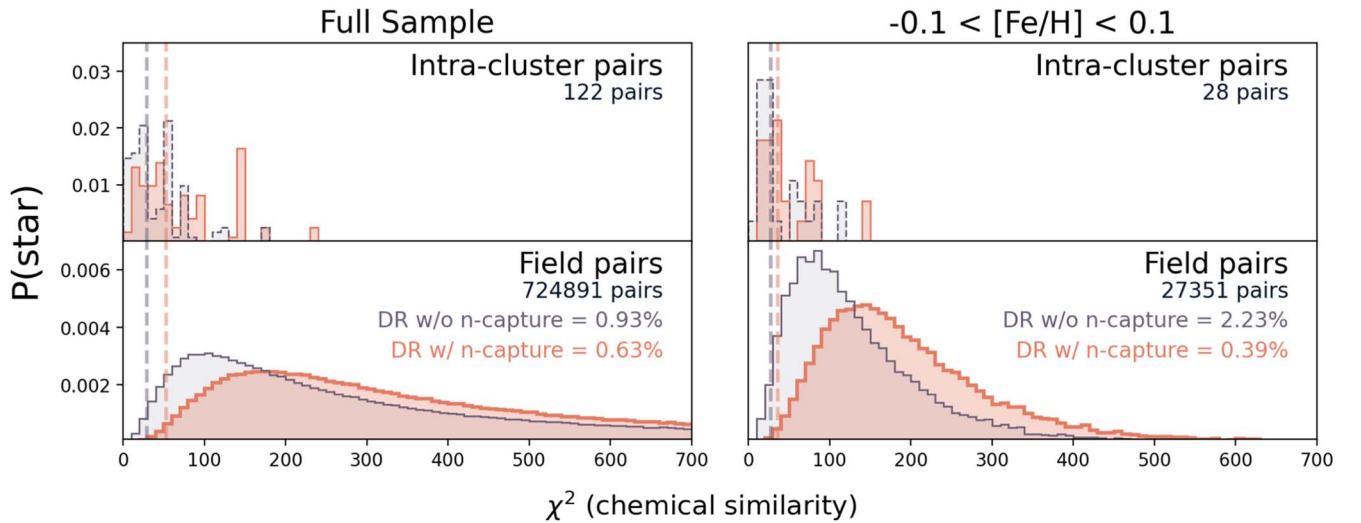 Full Sample
-0.1 < [Fe/H] < 0.1
P(star)
0.03
0.02
0.01
Intra-cluster pairs
122 pairs
Intra-cluster pairs
28 pairs
0.006
0.004
0.002
Field pairs
724891 pairs
DR w/o n-capture = 0.93%
DR w/ n-capture = 0.63%
Field pairs
27351 pairs
DR w/o n-capture = 2.23%
DR w/ n-capture = 0.39%
0 100 200 300 400 500 600 700
0 100 200 300 400 500 600 700
χ² (chemical similarity)